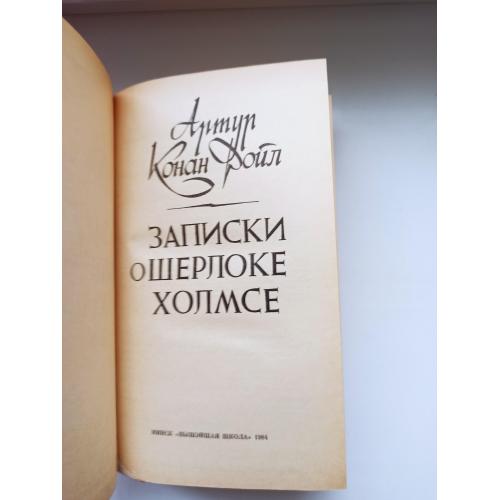 Артур
Конан Дойл
ЗАПИСКИ
О ШЕРЛОКЕ
ХОЛМСЕ
МИНСК «ВЫШЭЙШАЯ ШКОЛА» 1984